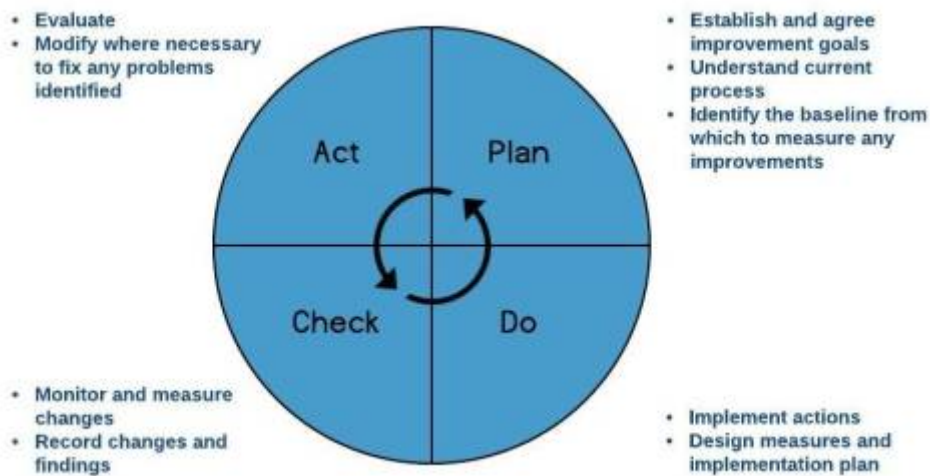 • Evaluate
• Modify where necessary
to fix any problems
identified
• Establish and agree
improvement goals
• Understand current
process
• Identify the baseline from
which to measure any
improvements
Act
Plan
Check
Do
• Monitor and measure
changes
• Record changes and
findings
• Implement actions
• Design measures and
implementation plan